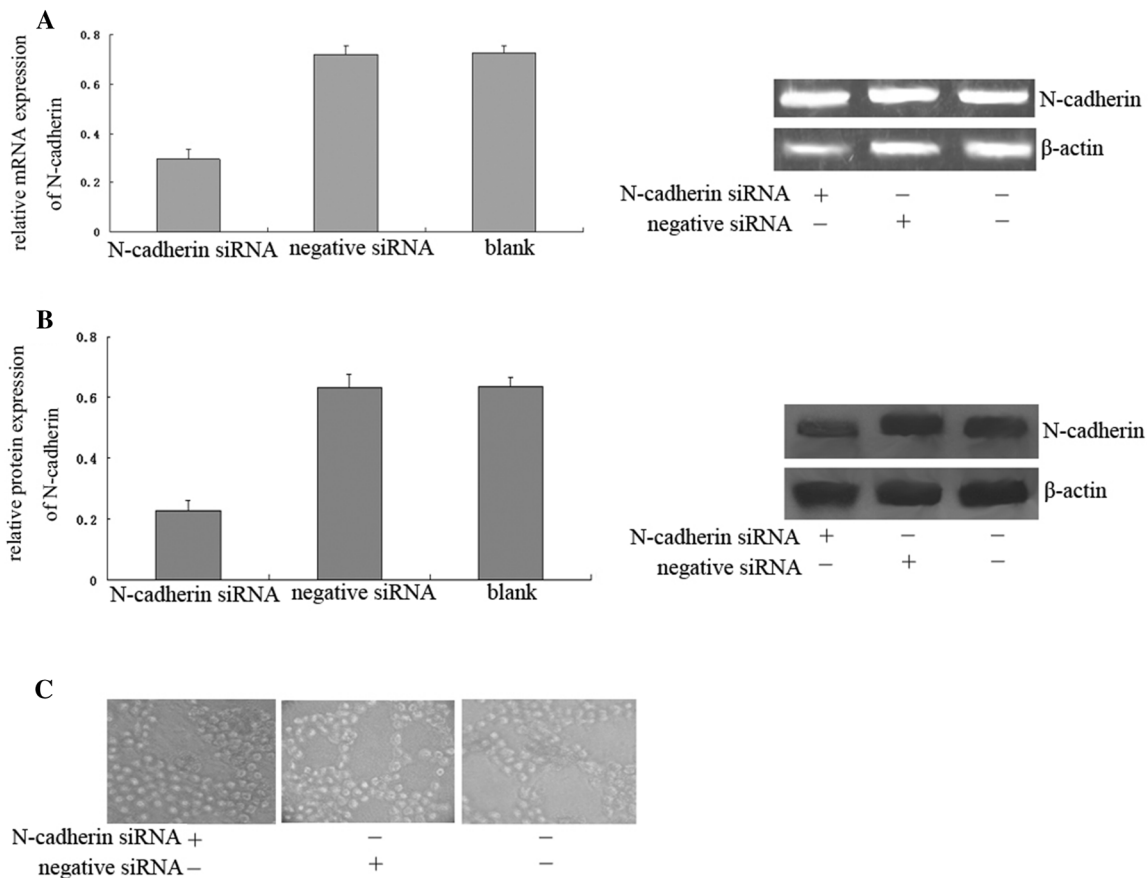 A
relative mRNA expression
of N-cadherin
0.8
0.6
0.4
0.2
0
N-cadherin siRNA negative siRNA blank
N-cadherin
β-actin
N-cadherin siRNA + − −
negative siRNA − + −
B
relative protein expression
of N-cadherin
0.8
0.6
0.4
0.2
0
N-cadherin siRNA negative siRNA blank
N-cadherin
β-actin
N-cadherin siRNA + − −
negative siRNA − + −
C
N-cadherin siRNA + − −
negative siRNA − + −